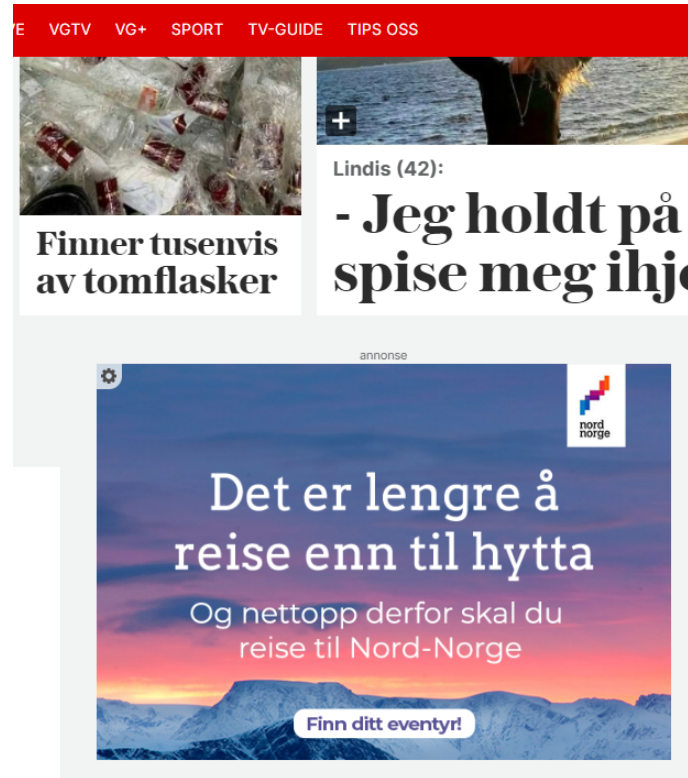 VGTV VG+ SPORT TV-GUIDE TIPS OSS
Finner tusenvis
av tomflasker
Lindis (42):
- Jeg holdt på
spise meg ihj
annonse
nord
norge
Det er lengre å
reise enn til hytta
Og nettopp derfor skal du
reise til Nord-Norge
Finn ditt eventyr!